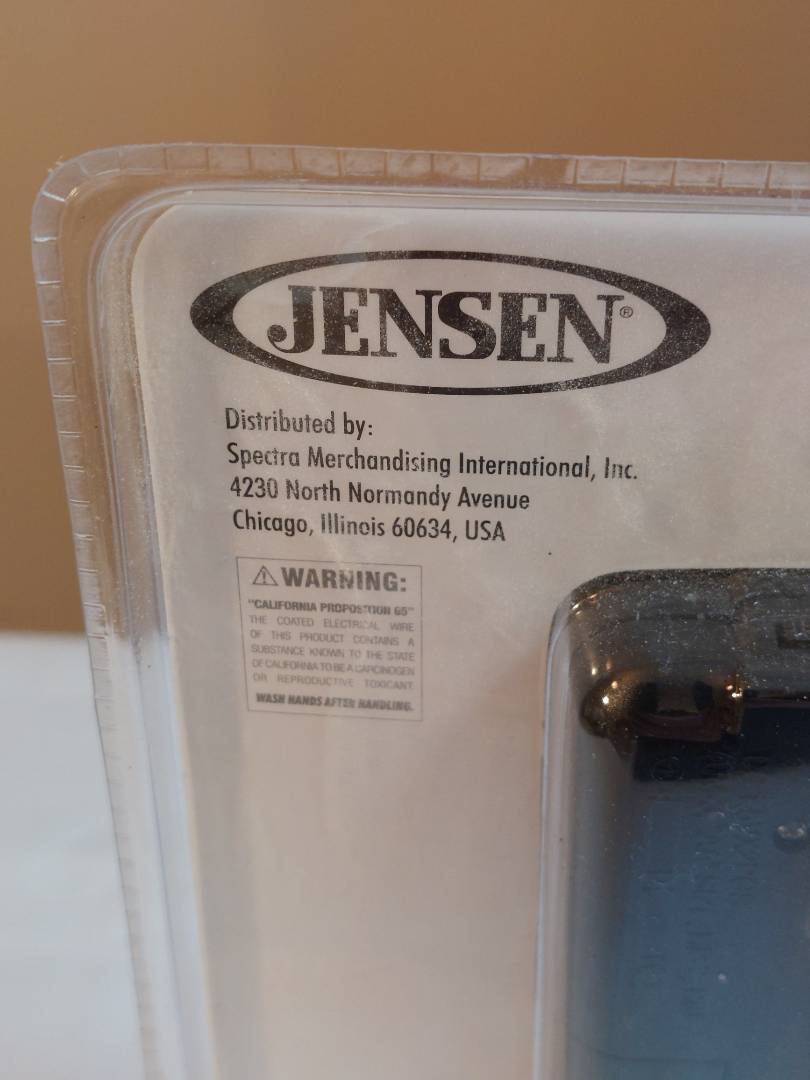 JENSEN®
Distributed by:
Spectra Merchandising International, Inc.
4230 North Normandy Avenue
Chicago, Illinois 60634, USA
⚠ WARNING:
"CALIFORNIA PROPOSTION 65"
THE COATED ELECTRICAL WIRE
OF THIS PRODUCT CONTAINS A
SUBSTANCE KNOWN TO THE STATE
OF CALIFORNIA TO BE A CARCINOGEN
OR REPRODUCTIVE TOXICANT.
WASH HANDS AFTER HANDLING.